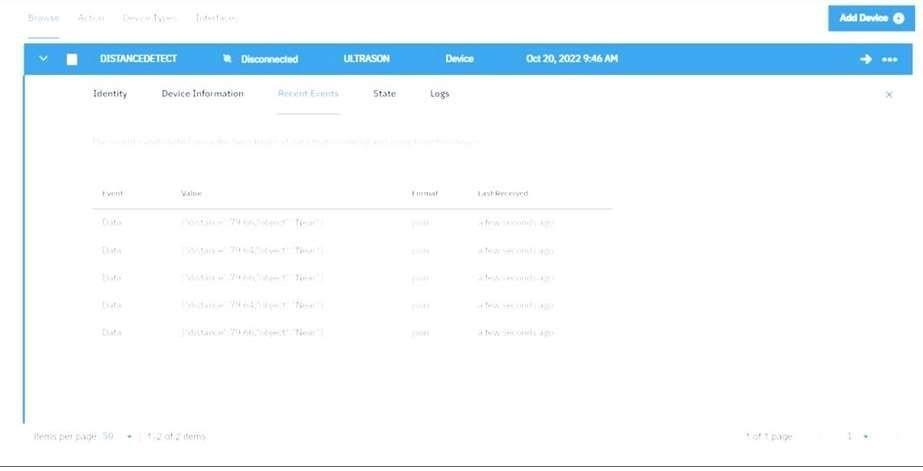 Browse Action Device Types Interfaces
Add Device
DISTANCEDETECT Disconnected ULTRASON Device Oct 20, 2022 9:46 AM
Identity Device Information Recent Events State Logs
Event Value Format Last Received
Data {"distance":79.66,"object":"Near"} json a few seconds ago
Data {"distance":79.64,"object":"Near"} json a few seconds ago
Data {"distance":79.66,"object":"Near"} json a few seconds ago
Data {"distance":79.64,"object":"Near"} json a few seconds ago
Data {"distance":79.66,"object":"Near"} json a few seconds ago
Items per page 50 | 1-2 of 2 items 1 of 1 page 1